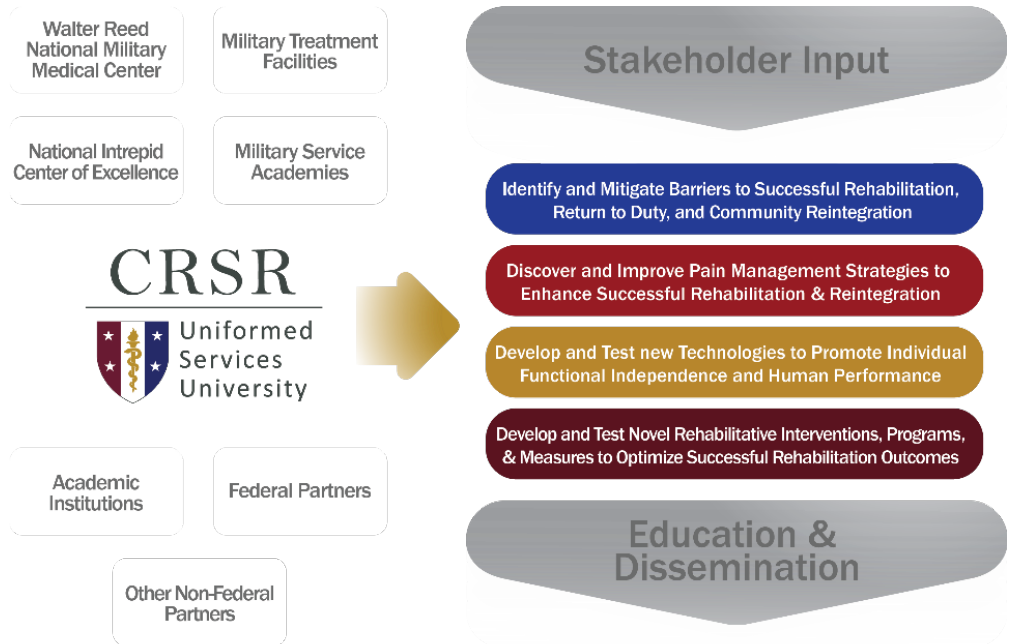 Walter Reed
National Military
Medical Center
Military Treatment
Facilities
National Intrepid
Center of Excellence
Military Service
Academies
CRSR
Uniformed
Services
University
Academic
Institutions
Federal Partners
Other Non-Federal
Partners
Stakeholder Input
Identify and Mitigate Barriers to Successful Rehabilitation,
Return to Duty, and Community Reintegration
Discover and Improve Pain Management Strategies to
Enhance Successful Rehabilitation & Reintegration
Develop and Test new Technologies to Promote Individual
Functional Independence and Human Performance
Develop and Test Novel Rehabilitative Interventions, Programs,
& Measures to Optimize Successful Rehabilitation Outcomes
Education &
Dissemination